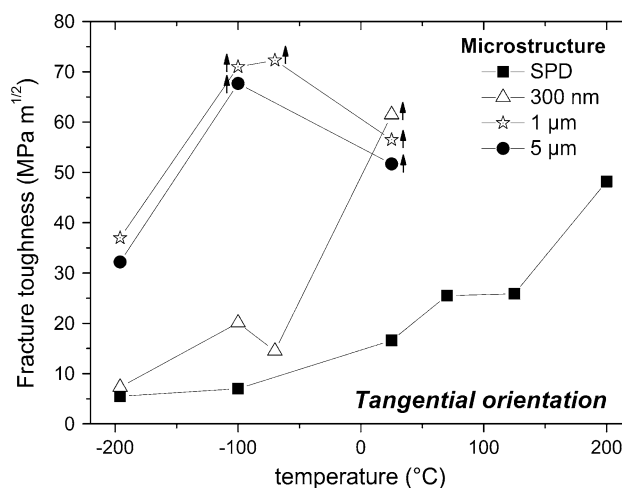 Fracture toughness (MPa m^1/2)
80
70
60
50
40
30
20
10
0
Microstructure
SPD
300 nm
1 µm
5 µm
Tangential orientation
-200
-100
0
100
200
temperature (°C)